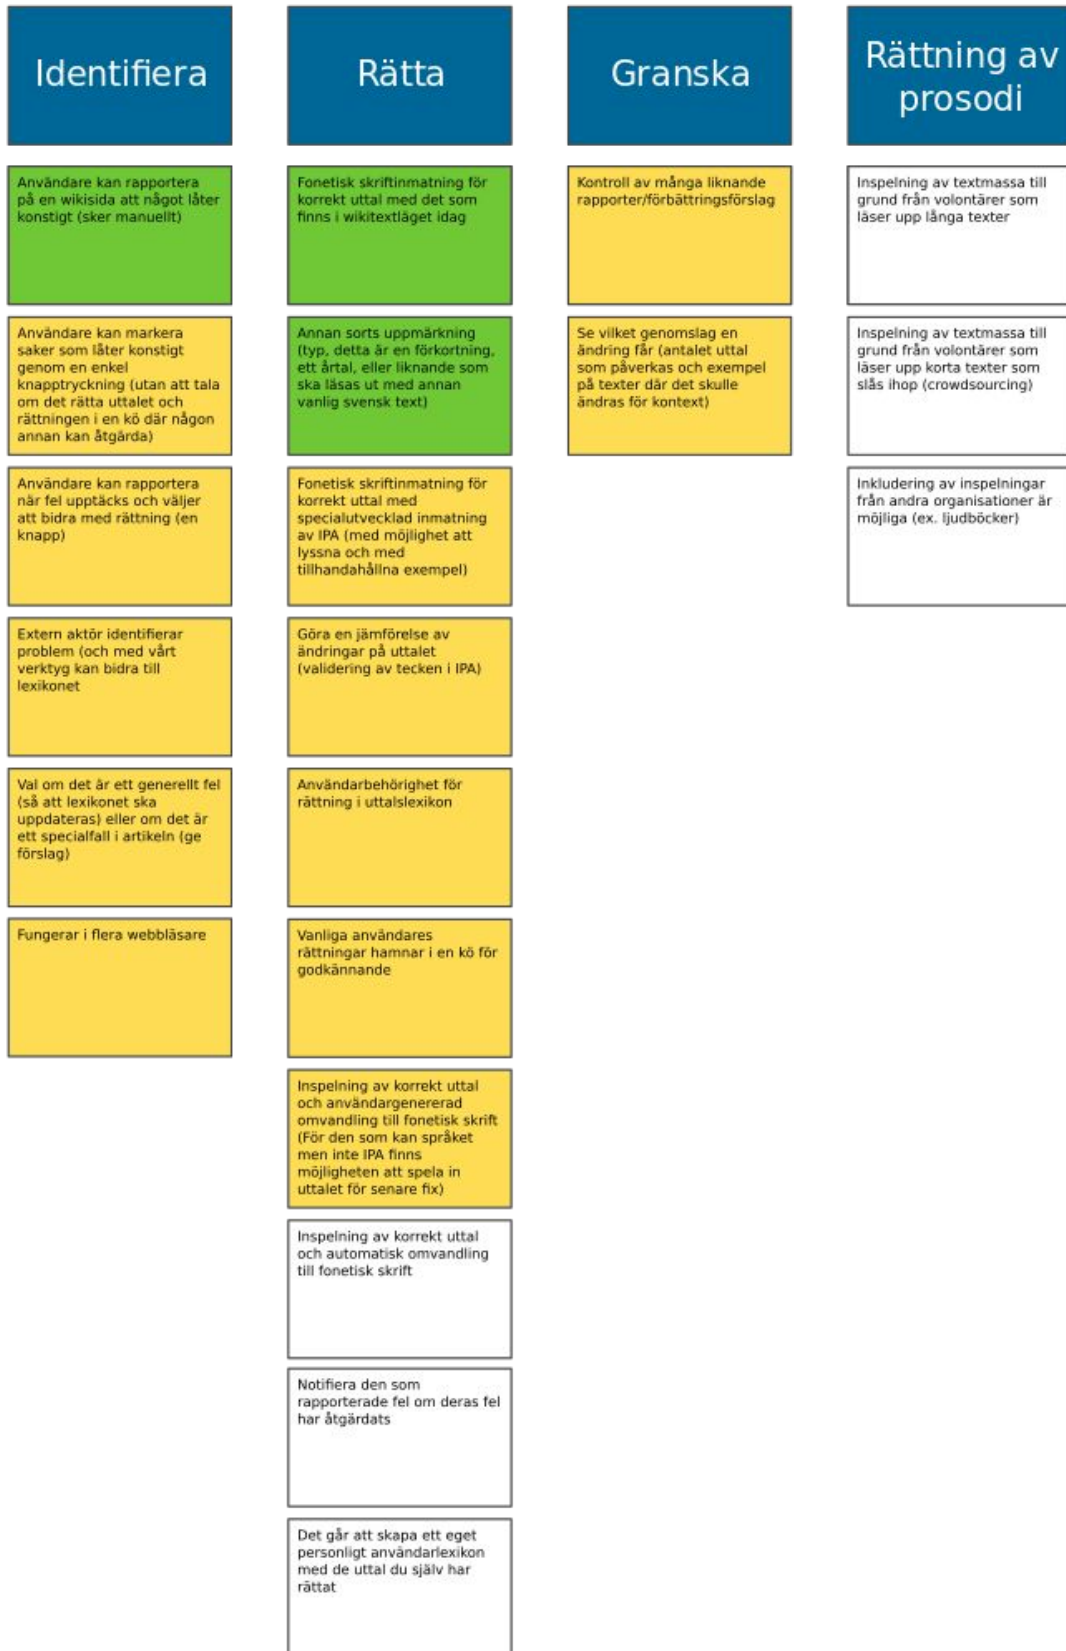 Identifiera
Användare kan rapportera
på en wikisida att något låter
konstigt (sker manuellt)
Användare kan markera
saker som låter konstigt
genom en enkel
knapptryckning (utan att tala
om det rätta uttalet och
rättningen i en kö där någon
annan kan åtgärda)
Användare kan rapportera
när fel upptäcks och väljer
att bidra med rättning (en
knapp)
Extern aktör identifierar
problem (och med vårt
verktyg kan bidra till
lexikonet
Val om det är ett generellt fel
(så att lexikonet ska
uppdateras) eller om det är
ett specialfall i artikeln (ge
förslag)
Fungerar i flera webbläsare
Rätta
Fonetisk skriftinmatning för
korrekt uttal med det som
finns i wikitextläget idag
Annan sorts uppmärkning
(typ, detta är en förkortning,
ett årtal, eller liknande som
ska läsas ut med annan
vanlig svensk text)
Fonetisk skriftinmatning för
korrekt uttal med
specialutvecklad inmatning
av IPA (med möjlighet att
lyssna och med
tillhandahållna exempel)
Göra en jämförelse av
ändringar på uttalet
(validering av tecken i IPA)
Användarbehörighet för
rättning i uttalslexikon
Vanliga användares
rättningar hamnar i en kö för
godkännande
Inspelning av korrekt uttal
och användargenererad
omvandling till fonetisk skrift
(För den som kan språket
men inte IPA finns
möjligheten att spela in
uttalet för senare fix)
Inspelning av korrekt uttal
och automatisk omvandling
till fonetisk skrift
Notifiera den som
rapporterade fel om deras fel
har åtgärdats
Det går att skapa ett eget
personligt användarlexikon
med de uttal du själv har
rättat
Granska
Kontroll av många liknande
rapporter/förbättringsförslag
Se vilket genomslag en
ändring får (antalet uttal
som påverkas och exempel
på texter där det skulle
ändras för kontext)
Rättning av
prosodi
Inspelning av textmassa till
grund från volontärer som
läser upp långa texter
Inspelning av textmassa till
grund från volontärer som
läser upp korta texter som
slås ihop (crowdsourcing)
Inkludering av inspelningar
från andra organisationer är
möjliga (ex. ljudböcker)